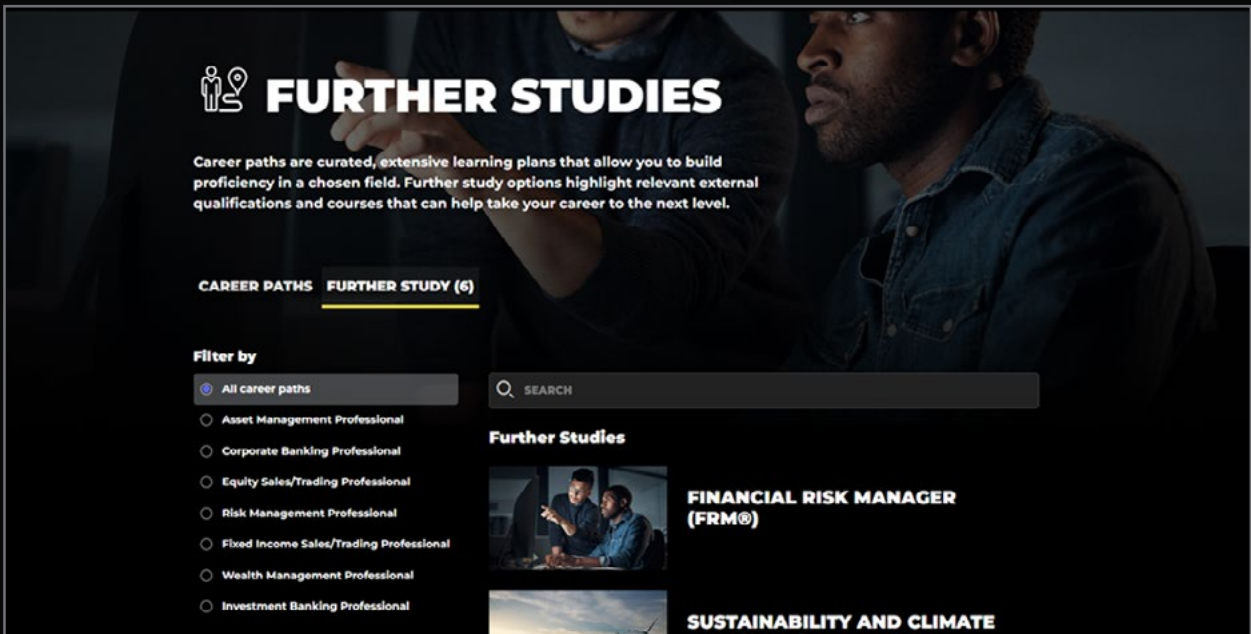 FURTHER STUDIES
Career paths are curated, extensive learning plans that allow you to build
proficiency in a chosen field. Further study options highlight relevant external
qualifications and courses that can help take your career to the next level.
CAREER PATHS FURTHER STUDY (6)
Filter by
All career paths
Asset Management Professional
Corporate Banking Professional
Equity Sales/Trading Professional
Risk Management Professional
Fixed Income Sales/Trading Professional
Wealth Management Professional
Investment Banking Professional
SEARCH
Further Studies
FINANCIAL RISK MANAGER
(FRM®)
SUSTAINABILITY AND CLIMATE